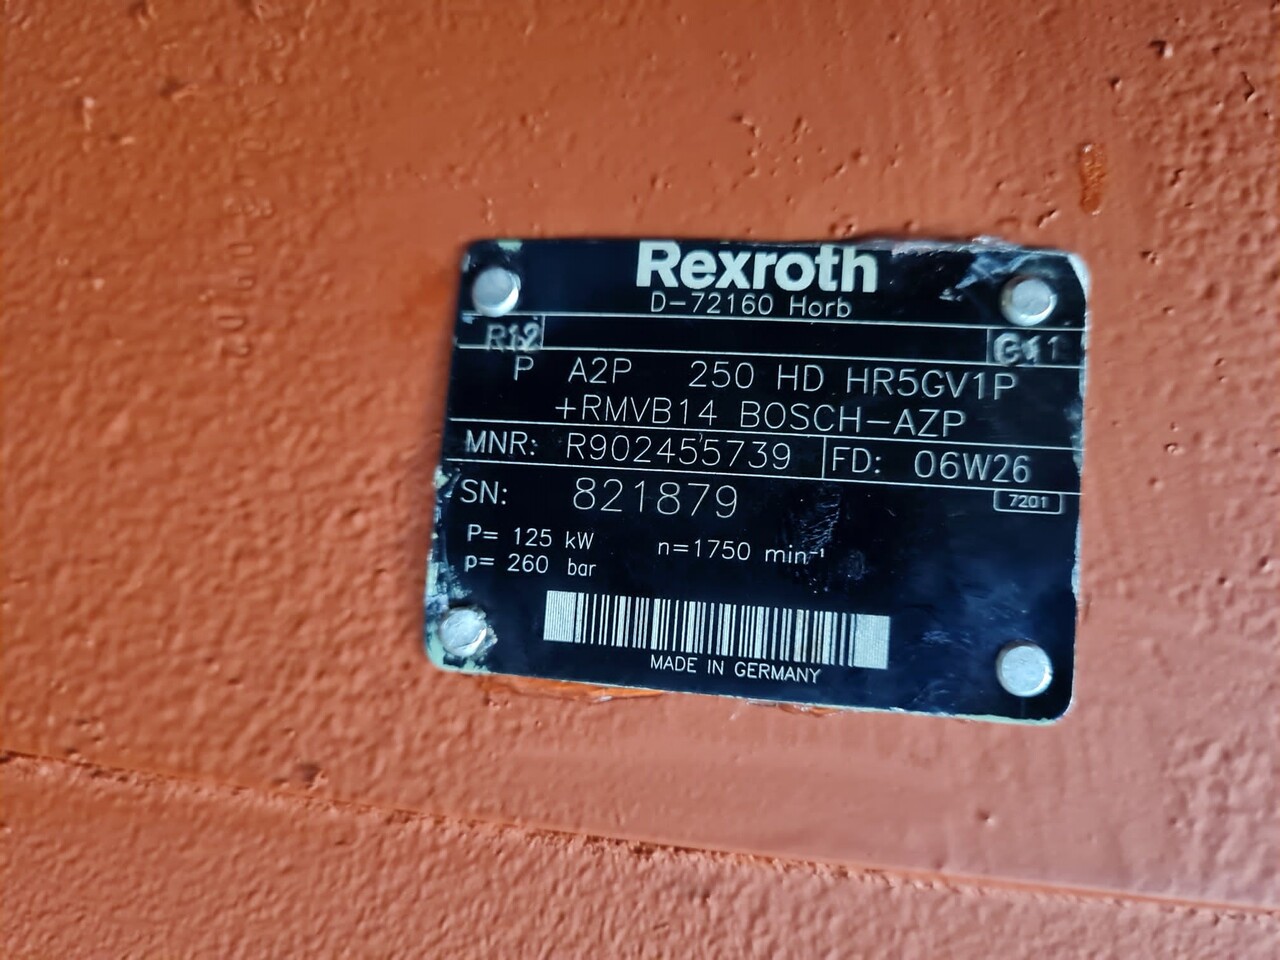 Rexroth
D-72160 Horb
R12 G11
P A2P 250 HD HR5GV1P
+RMVB14 BOSCH-AZP
MNR: R902455739 FD: 06W26
SN: 821879 7201
P= 125 kW n=1750 min⁻¹
p= 260 bar
MADE IN GERMANY